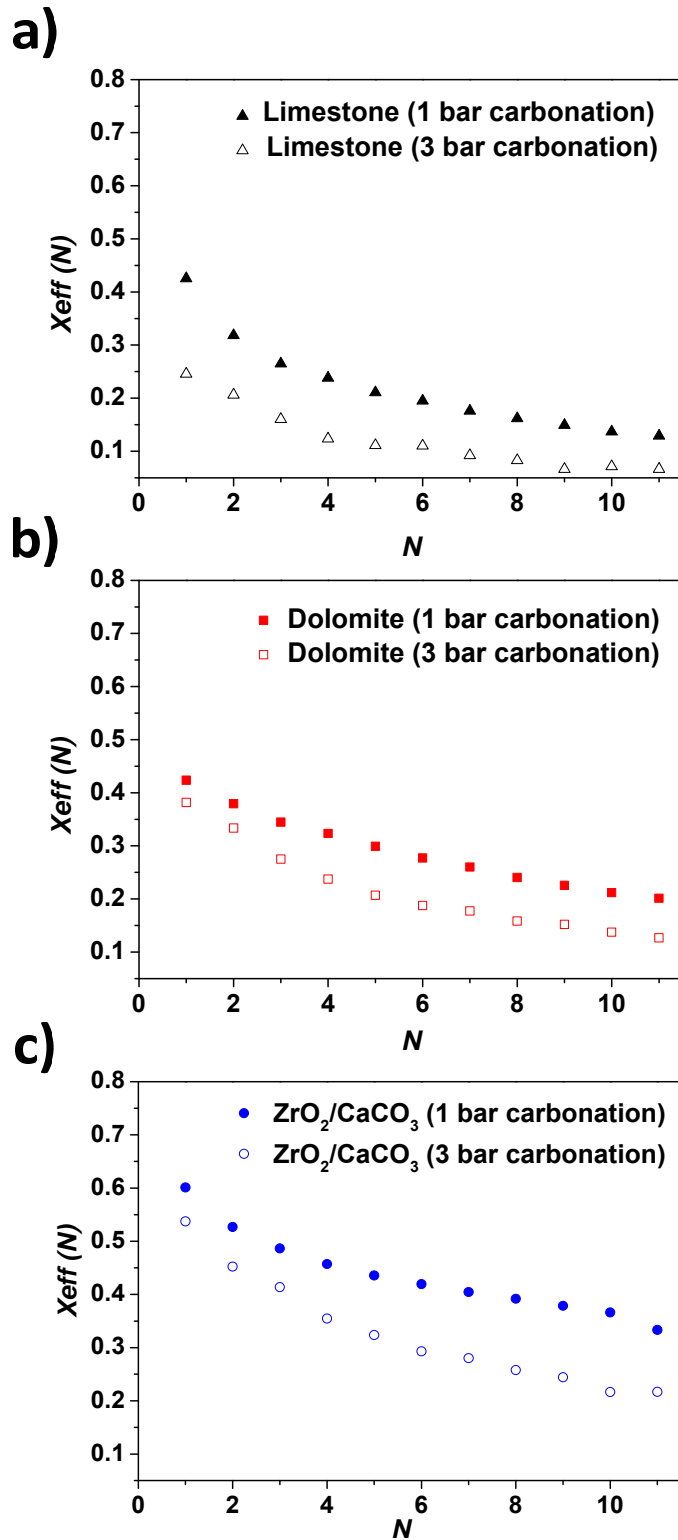 a)
0.8
0.7
0.6
0.5
0.4
0.3
0.2
0.1
Xeff (N)
Limestone (1 bar carbonation)
Limestone (3 bar carbonation)
0 2 4 6 8 10
N
b)
0.8
0.7
0.6
0.5
0.4
0.3
0.2
0.1
Xeff (N)
Dolomite (1 bar carbonation)
Dolomite (3 bar carbonation)
0 2 4 6 8 10
N
c)
0.8
0.7
0.6
0.5
0.4
0.3
0.2
0.1
Xeff (N)
ZrO₂/CaCO₃ (1 bar carbonation)
ZrO₂/CaCO₃ (3 bar carbonation)
0 2 4 6 8 10
N